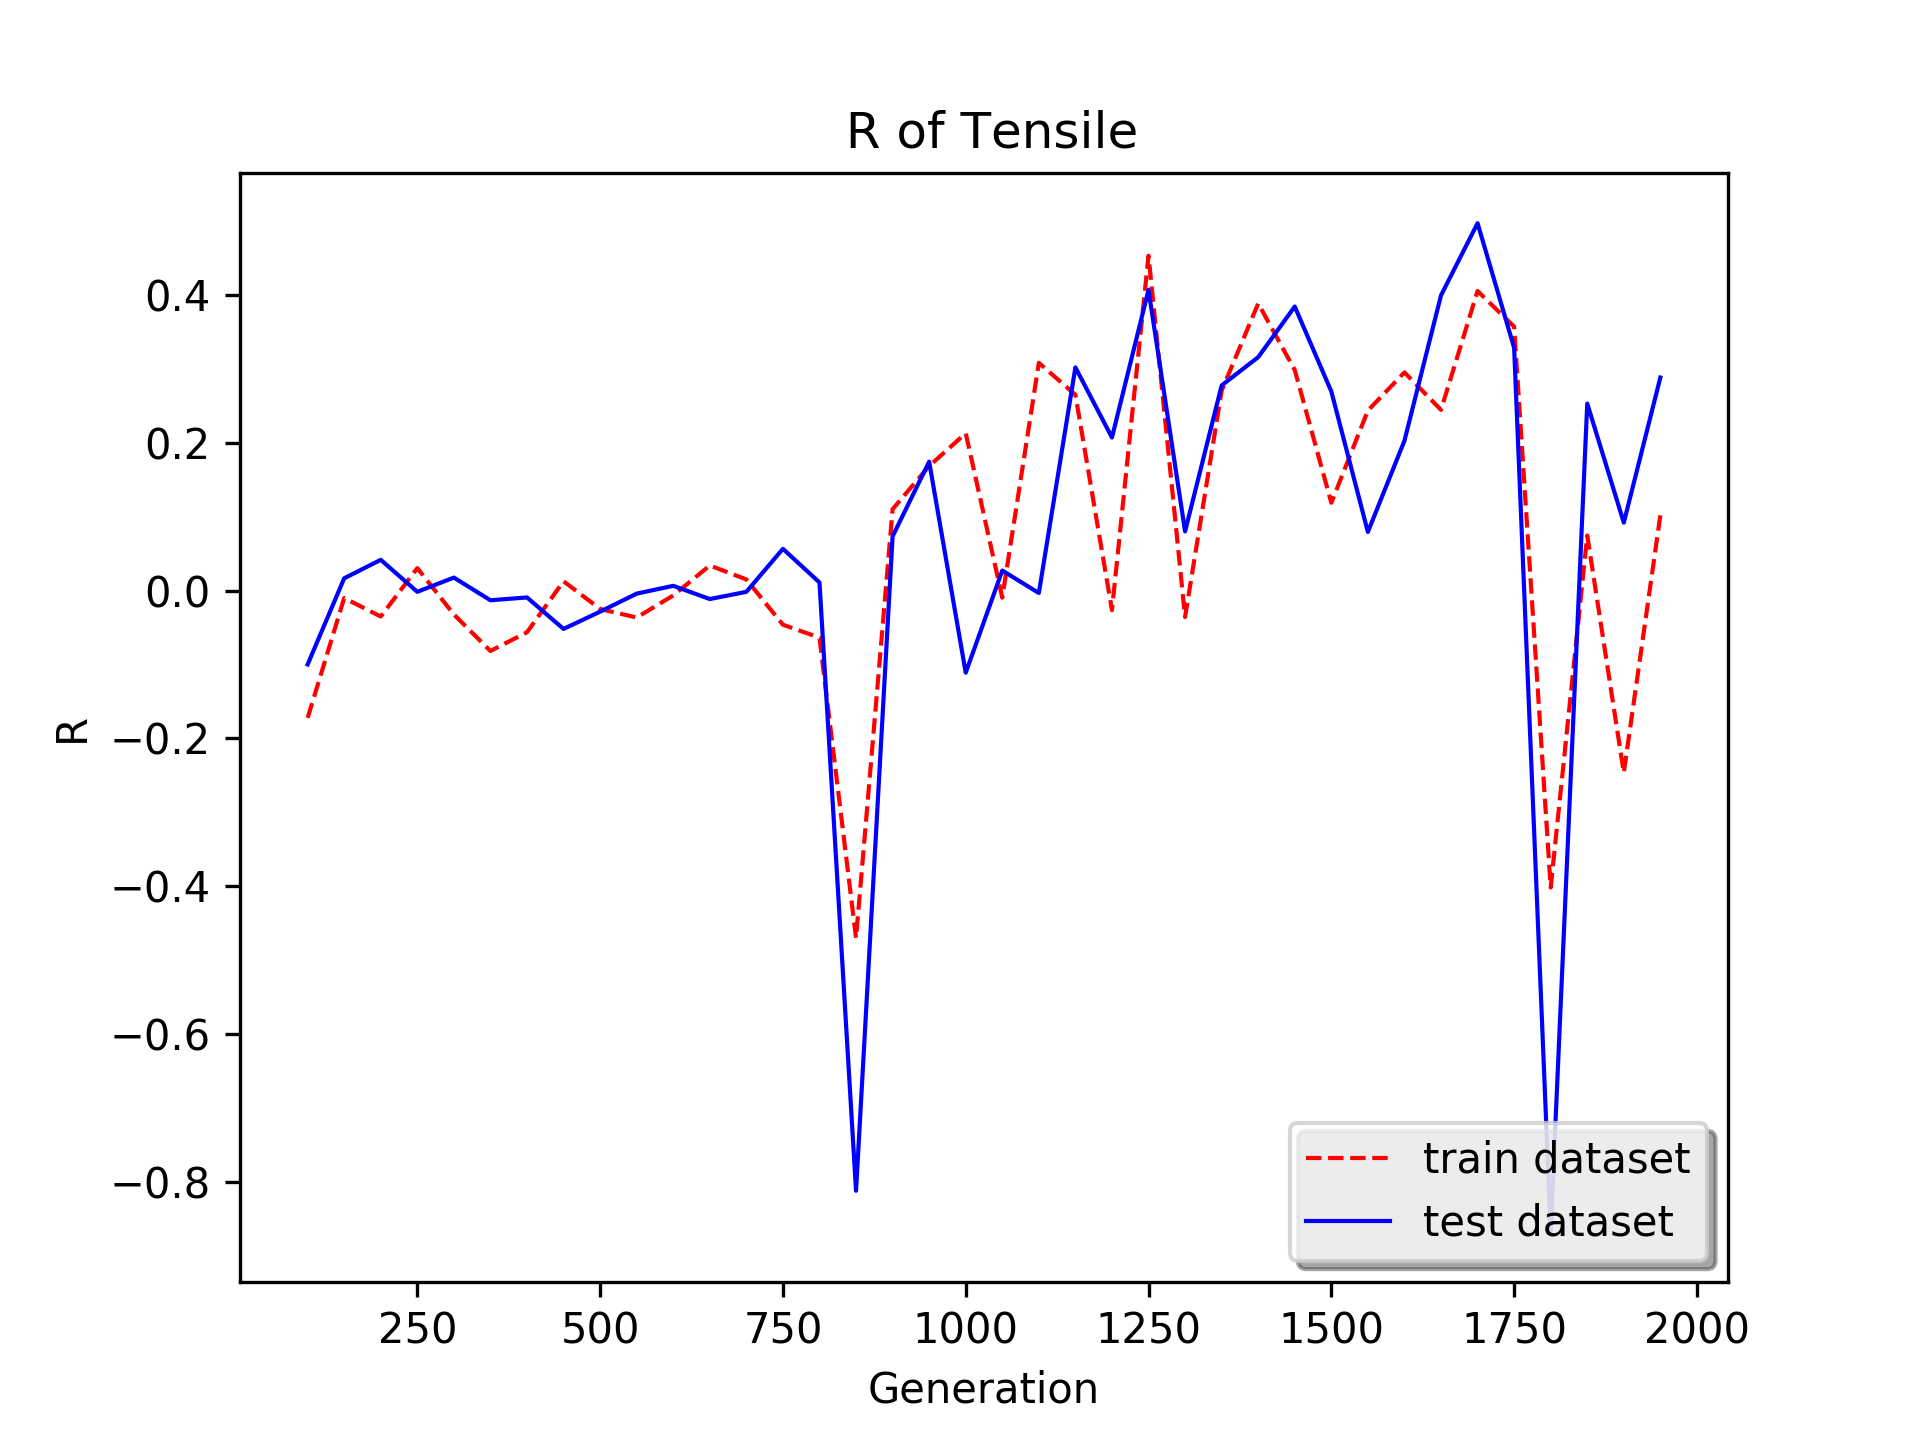 R of Tensile
R
0.4
0.2
0.0
−0.2
−0.4
−0.6
−0.8
train dataset
test dataset
250 500 750 1000 1250 1500 1750 2000
Generation